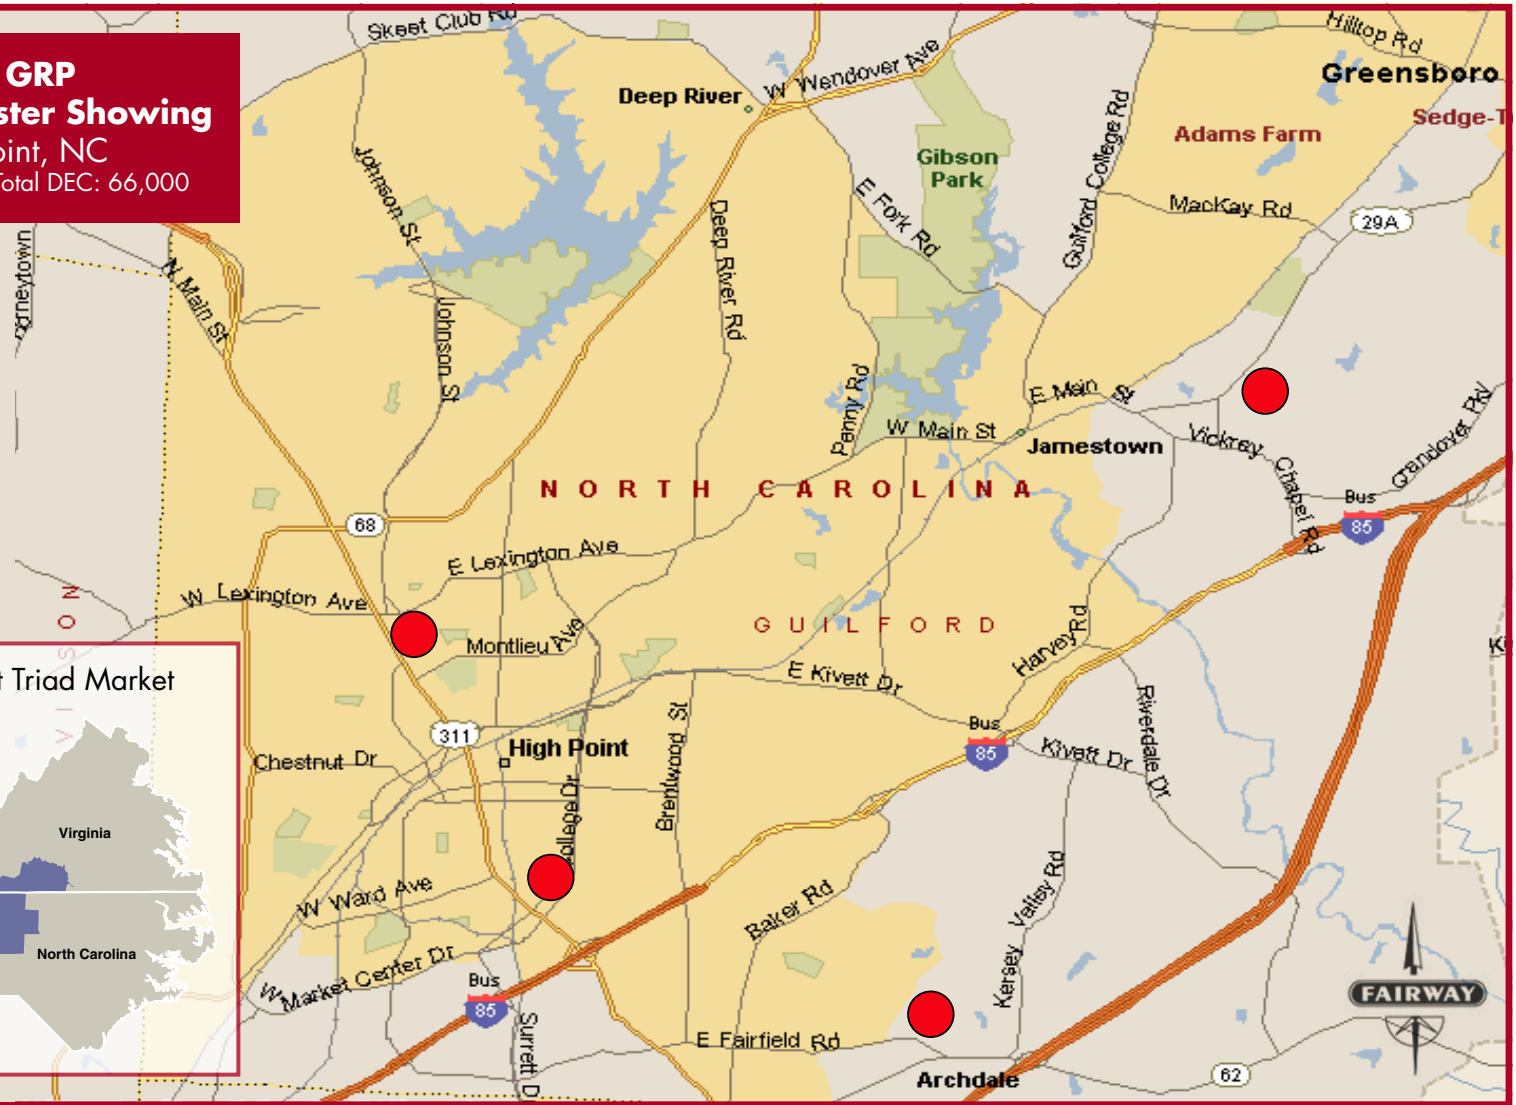 GRP
ster Showing
oint, NC
Total DEC: 66,000
Skeet Club Rd
Deep River
W Wendover Ave
Hilltop Rd
Greensboro
Sedge-T
Adams Farm
Gibson
Park
Guilford College Rd
MacKay Rd
29A
Johnson St
E Fork Rd
Deep River Rd
N Main St
Johnson St
Penny Rd
E Main St
W Main St
Jamestown
Vickrey Chapel Rd
Grandover Pky
NORTH CAROLINA
Bus
85
68
E Lexington Ave
W Lexington Ave
Montlieu Ave
GUILFORD
Harvey Rd
E Kivett Dr
Bus
85
Kivett Dr
Riverdale Dr
t Triad Market
311
High Point
Chestnut Dr
Brentwood St
ollege Dr
Virginia
North Carolina
W Ward Ave
Baker Rd
Kersey Valley Rd
W Market Center Dr
Bus
85
Surrett D
E Fairfield Rd
Archdale
62
FAIRWAY